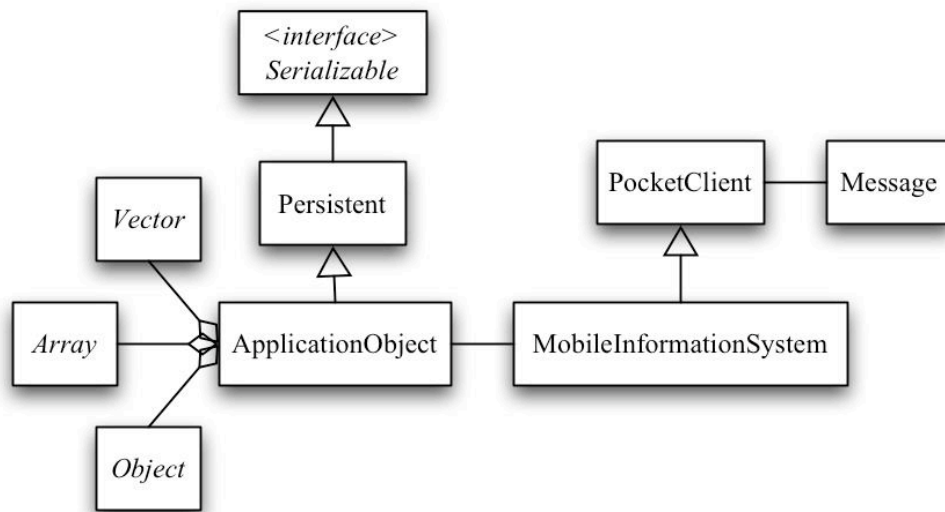 <interface>
Serializable
Persistent
PocketClient
Message
Vector
Array
ApplicationObject
MobileInformationSystem
Object